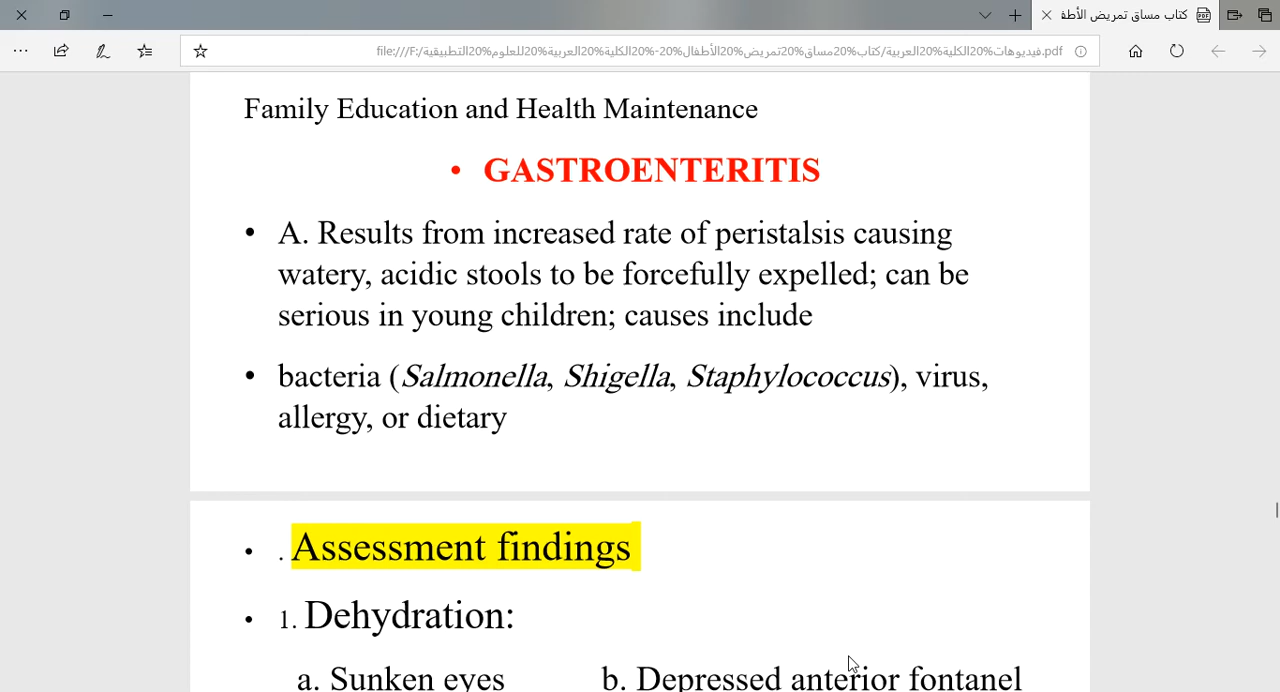 كتاب مساق تمريض الأطف
file:///F:/فيديوهات%20الكلية%20العربية/كتاب%20مساق%20تمريض%20الأطفال%20-%20الكلية%20العربية%20للعلوم%20التطبيقية.pdf
Family Education and Health Maintenance
• GASTROENTERITIS
• A. Results from increased rate of peristalsis causing
watery, acidic stools to be forcefully expelled; can be
serious in young children; causes include
• bacteria (Salmonella, Shigella, Staphylococcus), virus,
allergy, or dietary
• . Assessment findings
• 1. Dehydration:
a. Sunken eyes b. Depressed anterior fontanel